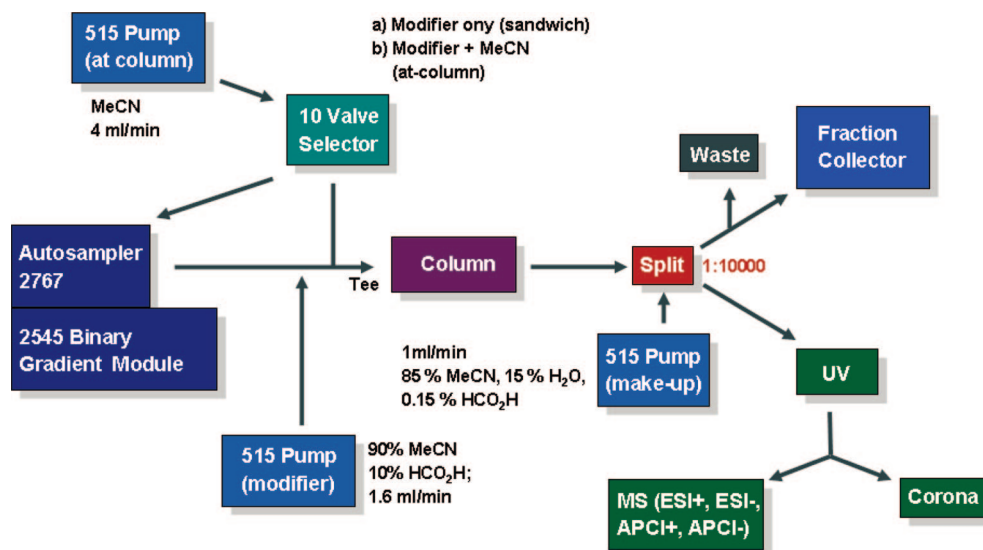 515 Pump
(at column)
MeCN
4 ml/min
a) Modifier ony (sandwich)
b) Modifier + MeCN
(at-column)
10 Valve
Selector
Waste
Fraction
Collector
Autosampler
2767
2545 Binary
Gradient Module
Tee
Column
Split
1:10000
1ml/min
85 % MeCN, 15 % H₂O,
0.15 % HCO₂H
515 Pump
(make-up)
UV
515 Pump
(modifier)
90% MeCN
10% HCO₂H;
1.6 ml/min
MS (ESI+, ESI-,
APCI+, APCI-)
Corona